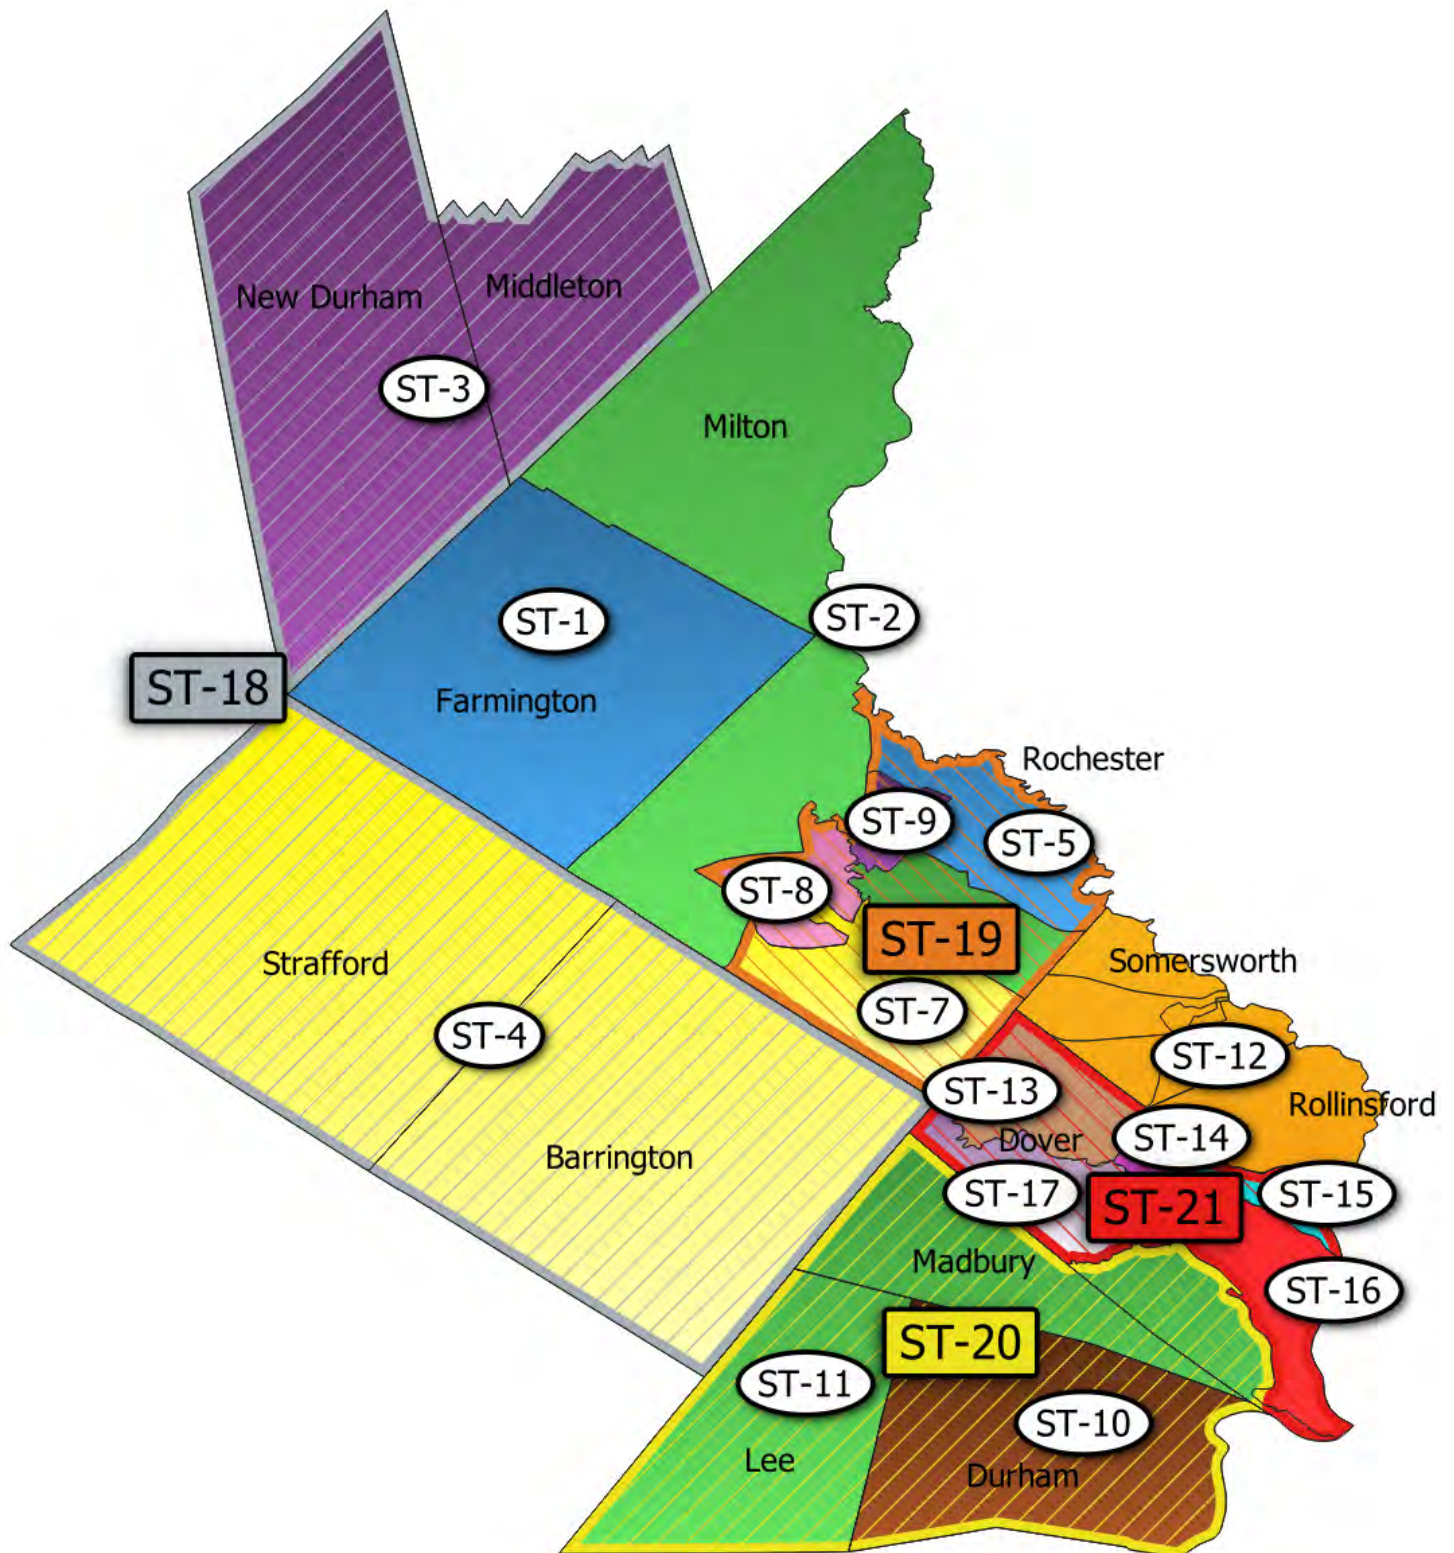 New Durham
Middleton
ST-3
Milton
ST-1
ST-2
ST-18
Farmington
Rochester
ST-9
ST-5
ST-8
ST-19
Strafford
Somersworth
ST-7
ST-4
ST-12
ST-13
Rollinsford
Dover
ST-14
Barrington
ST-17
ST-21
ST-15
Madbury
ST-16
ST-20
ST-11
ST-10
Lee
Durham